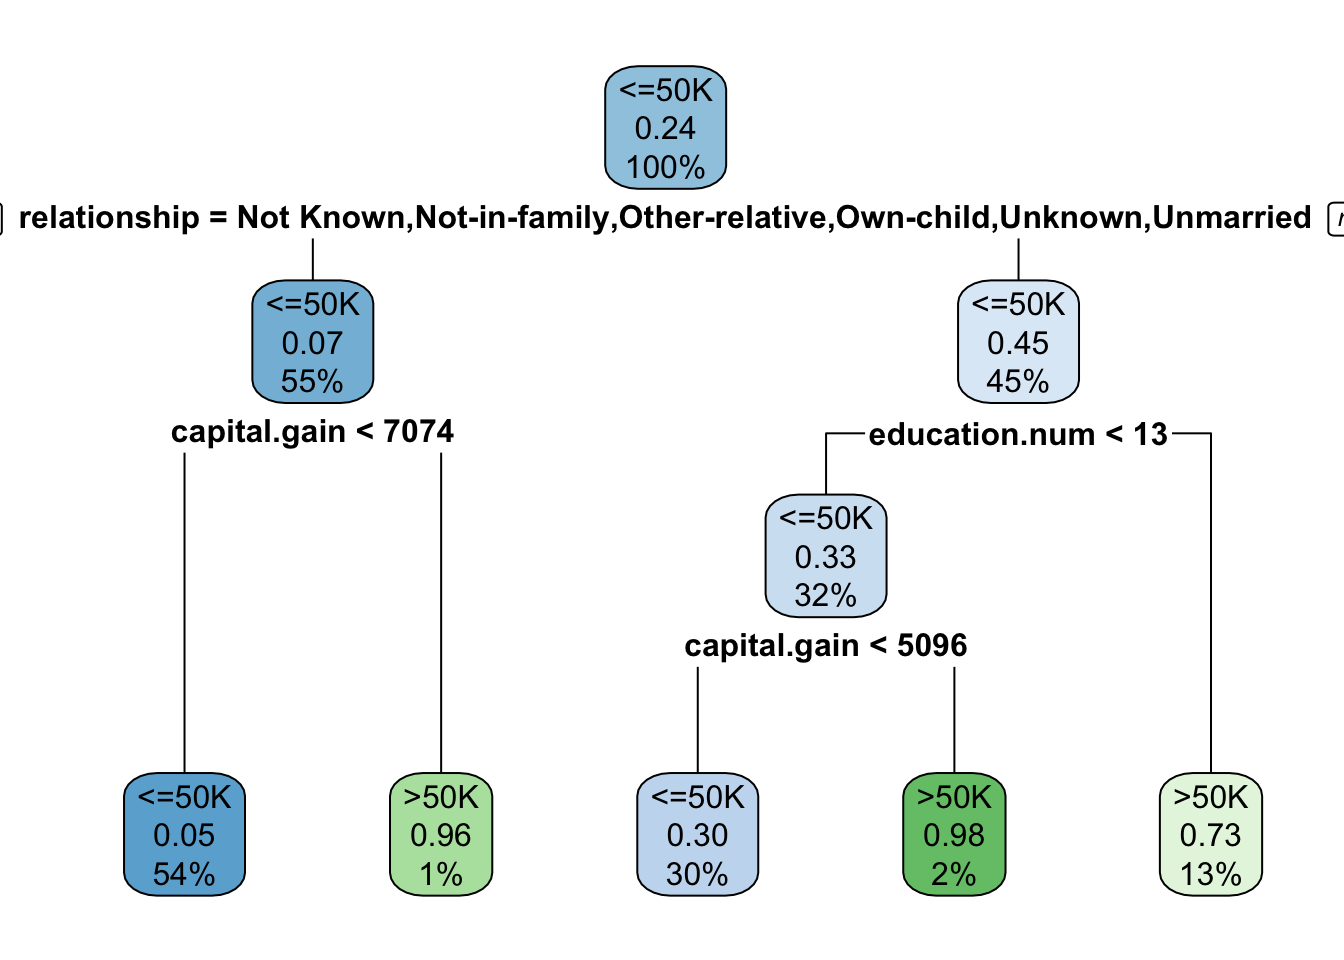 <=50K
0.24
100%
relationship = Not Known,Not-in-family,Other-relative,Own-child,Unknown,Unmarried
<=50K
0.07
55%
<=50K
0.45
45%
capital.gain < 7074
education.num < 13
<=50K
0.33
32%
capital.gain < 5096
<=50K
0.05
54%
>50K
0.96
1%
<=50K
0.30
30%
>50K
0.98
2%
>50K
0.73
13%